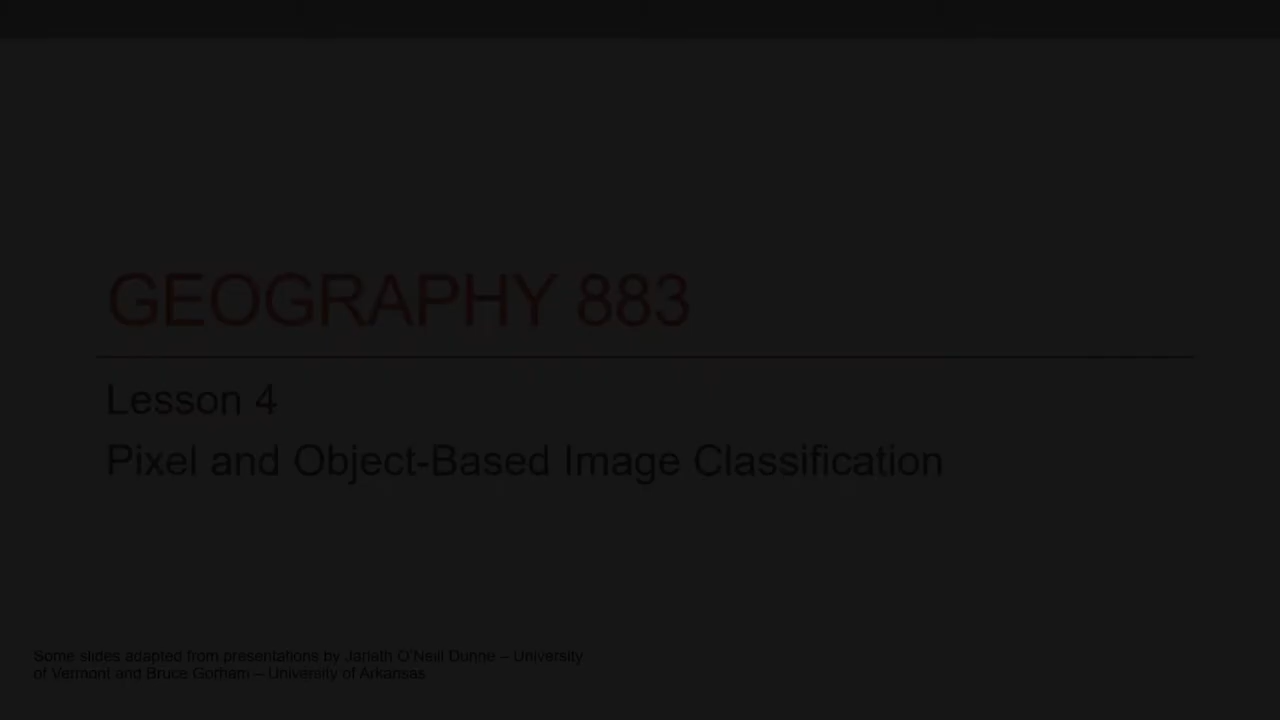 GEOGRAPHY 883
Lesson 4
Pixel and Object-Based Image Classification
Some slides adapted from presentations by Jarlath O'Neill Dunne – University
of Vermont and Bruce Gorham – University of Arkansas